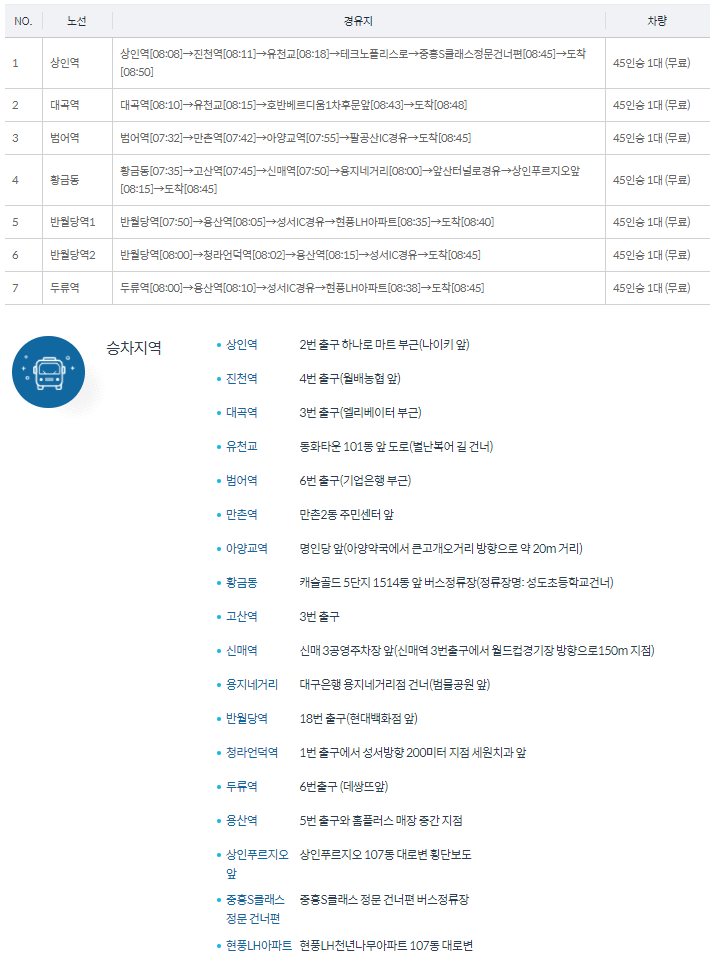 NO. 노선 경유지 차량
1 상인역 상인역[08:08]→진천역[08:11]→유천교[08:18]→테크노폴리스로→중흥S클래스정문건너편[08:45]→도착
[08:50] 45인승 1대 (무료)
2 대곡역 대곡역[08:10]→유천교[08:15]→호반베르디움1차후문앞[08:43]→도착[08:48] 45인승 1대 (무료)
3 범어역 범어역[07:32]→만촌역[07:42]→아양교역[07:55]→팔공산IC경유→도착[08:45] 45인승 1대 (무료)
4 황금동 황금동[07:35]→고산역[07:45]→신매역[07:50]→용지네거리[08:00]→앞산터널로경유→상인푸르지오앞
[08:15]→도착[08:45] 45인승 1대 (무료)
5 반월당역1 반월당역[07:50]→용산역[08:05]→성서IC경유→현풍LH아파트[08:35]→도착[08:40] 45인승 1대 (무료)
6 반월당역2 반월당역[08:00]→청라언덕역[08:02]→용산역[08:15]→성서IC경유→도착[08:45] 45인승 1대 (무료)
7 두류역 두류역[08:00]→용산역[08:10]→성서IC경유→현풍LH아파트[08:38]→도착[08:45] 45인승 1대 (무료)
승차지역
상인역 2번 출구 하나로 마트 부근(나이키 앞)
진천역 4번 출구(월배농협 앞)
대곡역 3번 출구(엘리베이터 부근)
유천교 동화타운 101동 앞 도로(별난복어 길 건너)
범어역 6번 출구(기업은행 부근)
만촌역 만촌2동 주민센터 앞
아양교역 명인당 앞(아양약국에서 큰고개오거리 방향으로 약 20m 거리)
황금동 캐슬골드 5단지 1514동 앞 버스정류장(정류장명: 성도초등학교건너)
고산역 3번 출구
신매역 신매 3공영주차장 앞(신매역 3번출구에서 월드컵경기장 방향으로150m 지점)
용지네거리 대구은행 용지네거리점 건너(범물공원 앞)
반월당역 18번 출구(현대백화점 앞)
청라언덕역 1번 출구에서 성서방향 200미터 지점 세원치과 앞
두류역 6번출구 (데쌍뜨앞)
용산역 5번 출구와 홈플러스 매장 중간 지점
상인푸르지오 상인푸르지오 107동 대로변 횡단보도
앞
중흥S클래스 중흥S클래스 정문 건너편 버스정류장
정문 건너편
현풍LH아파트 현풍LH천년나무아파트 107동 대로변